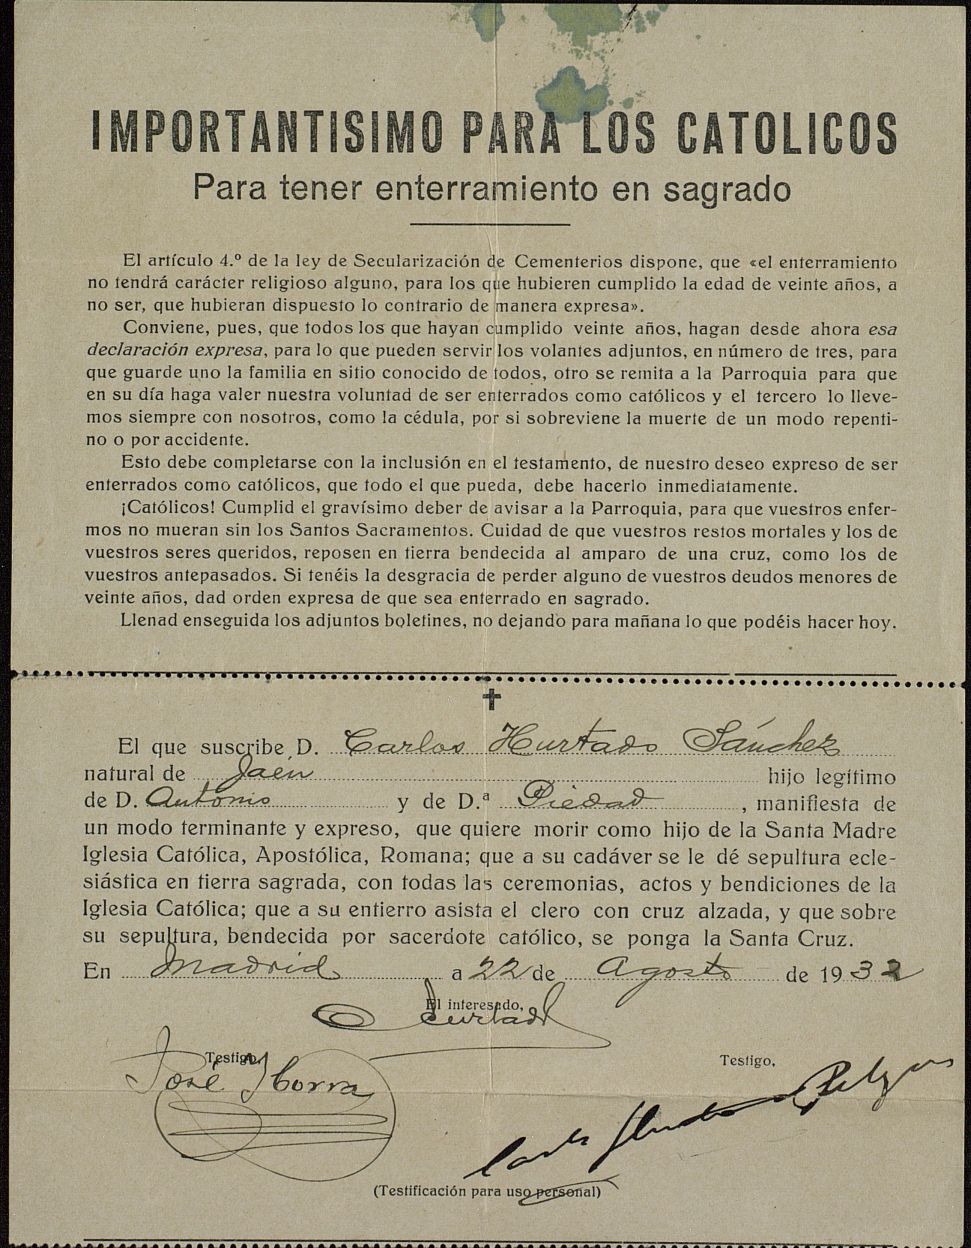 IMPORTANTISIMO PARA LOS CATOLICOS
Para tener enterramiento en sagrado
El artículo 4.º de la ley de Secularización de Cementerios dispone, que «el enterramiento
no tendrá carácter religioso alguno, para los que hubieren cumplido la edad de veinte años, a
no ser, que hubieran dispuesto lo contrario de manera expresa».
Conviene, pues, que todos los que hayan cumplido veinte años, hagan desde ahora esa
declaración expresa, para lo que pueden servir los volantes adjuntos, en número de tres, para
que guarde uno la familia en sitio conocido de todos, otro se remita a la Parroquia para que
en su día haga valer nuestra voluntad de ser enterrados como católicos y el tercero lo lleve-
mos siempre con nosotros, como la cédula, por si sobreviene la muerte de un modo repenti-
no o por accidente.
Esto debe completarse con la inclusión en el testamento, de nuestro deseo expreso de ser
enterrados como católicos, que todo el que pueda, debe hacerlo inmediatamente.
¡Católicos! Cumplid el gravísimo deber de avisar a la Parroquia, para que vuestros enfer-
mos no mueran sin los Santos Sacramentos. Cuidad de que vuestros restos mortales y los de
vuestros seres queridos, reposen en tierra bendecida al amparo de una cruz, como los de
vuestros antepasados. Si tenéis la desgracia de perder alguno de vuestros deudos menores de
veinte años, dad orden expresa de que sea enterrado en sagrado.
Llenad enseguida los adjuntos boletines, no dejando para mañana lo que podéis hacer hoy.
El que suscribe D. Carlos Hurtado Sánchez
natural de Jaén hijo legítimo
de D. Antonio y de D.ª Piedad, manifiesta de
un modo terminante y expreso, que quiere morir como hijo de la Santa Madre
Iglesia Católica, Apostólica, Romana; que a su cadáver se le dé sepultura ecle-
siástica en tierra sagrada, con todas las ceremonias, actos y bendiciones de la
Iglesia Católica; que a su entierro asista el clero con cruz alzada, y que sobre
su sepultura, bendecida por sacerdote católico, se ponga la Santa Cruz.
En Madrid a 22 de Agosto de 1932
El interesado,
C Hurtado
Testigo, Testigo,
José Iborra
Carlos
(Testificación para uso personal)